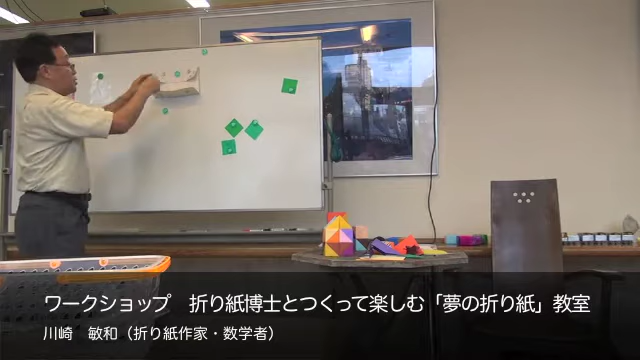 ワークショップ　折り紙博士とつくって楽しむ「夢の折り紙」教室
川崎　敏和（折り紙作家・数学者）